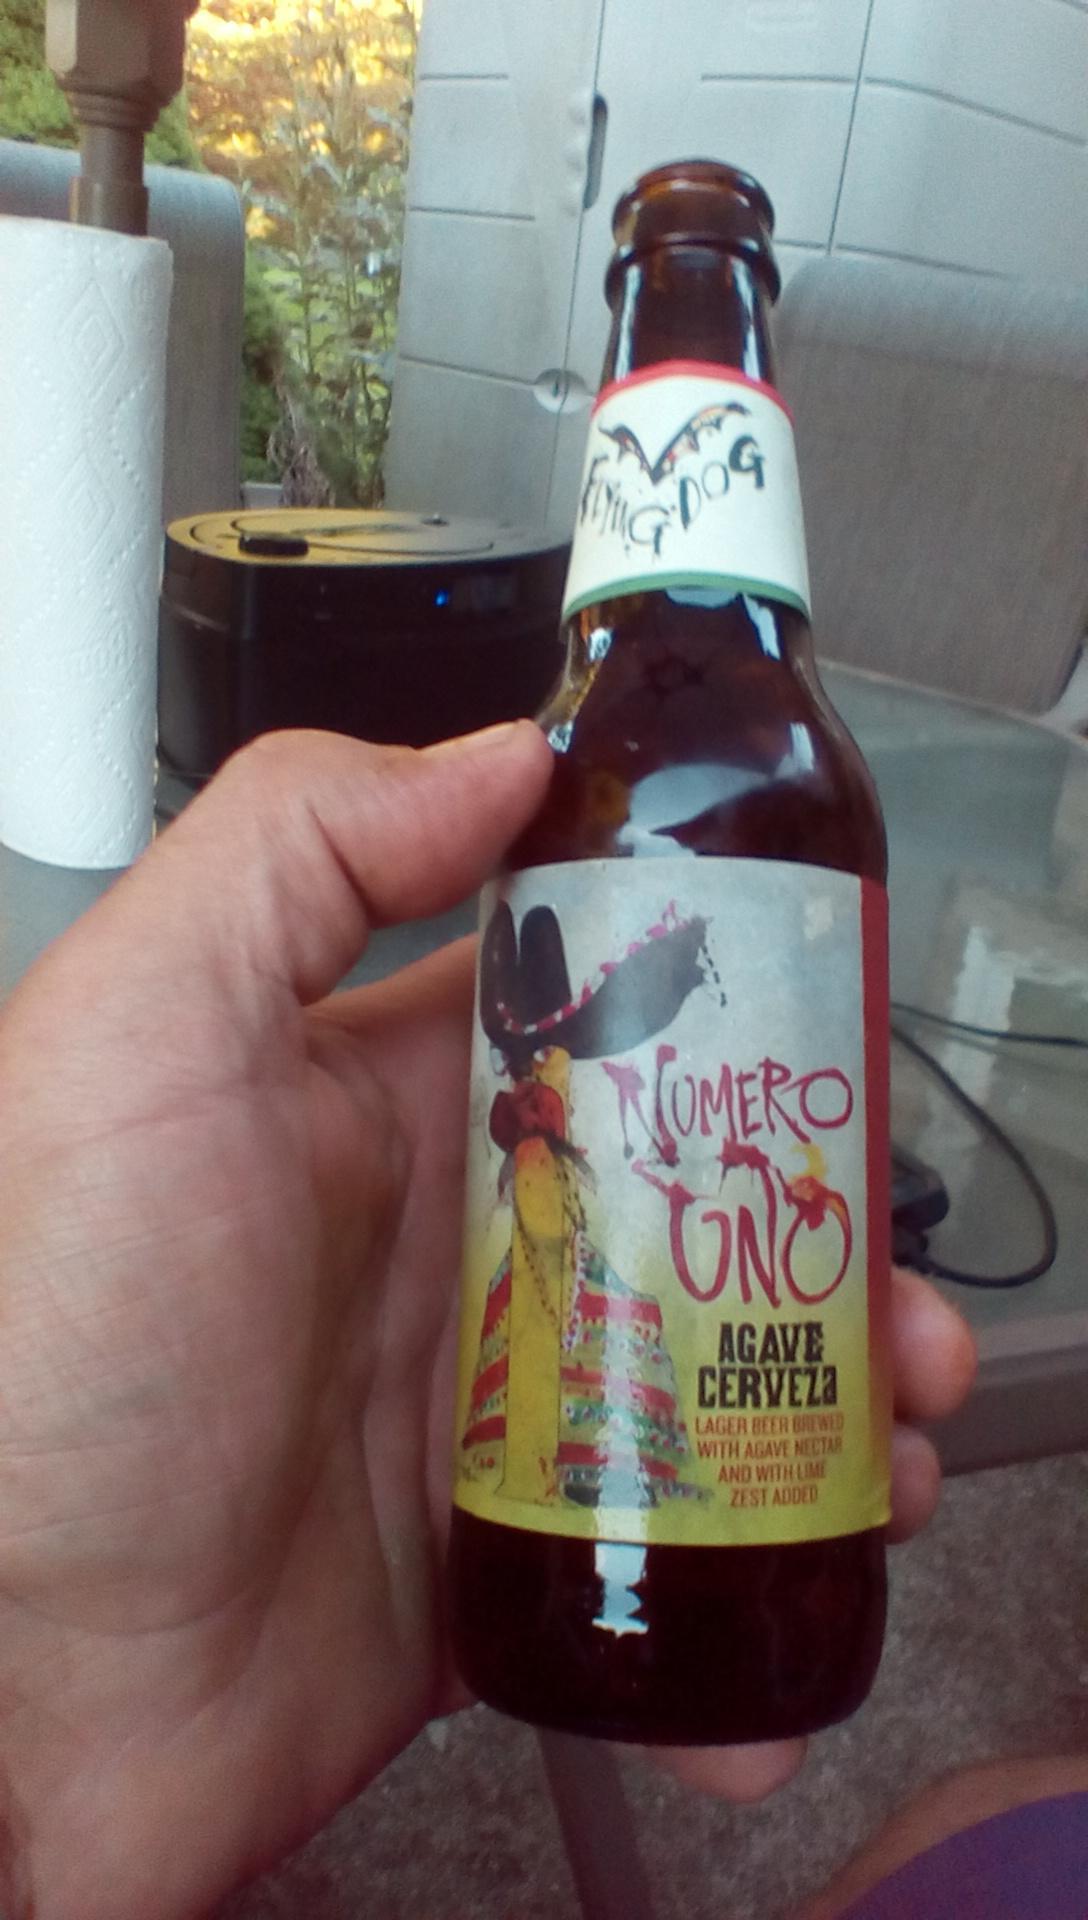 FLYING DOG
NUMERO
UNO
AGAVE
CERVEZa
LAGER BEER BREWED
WITH AGAVE NECTAR
AND WITH LIME
ZEST ADDED